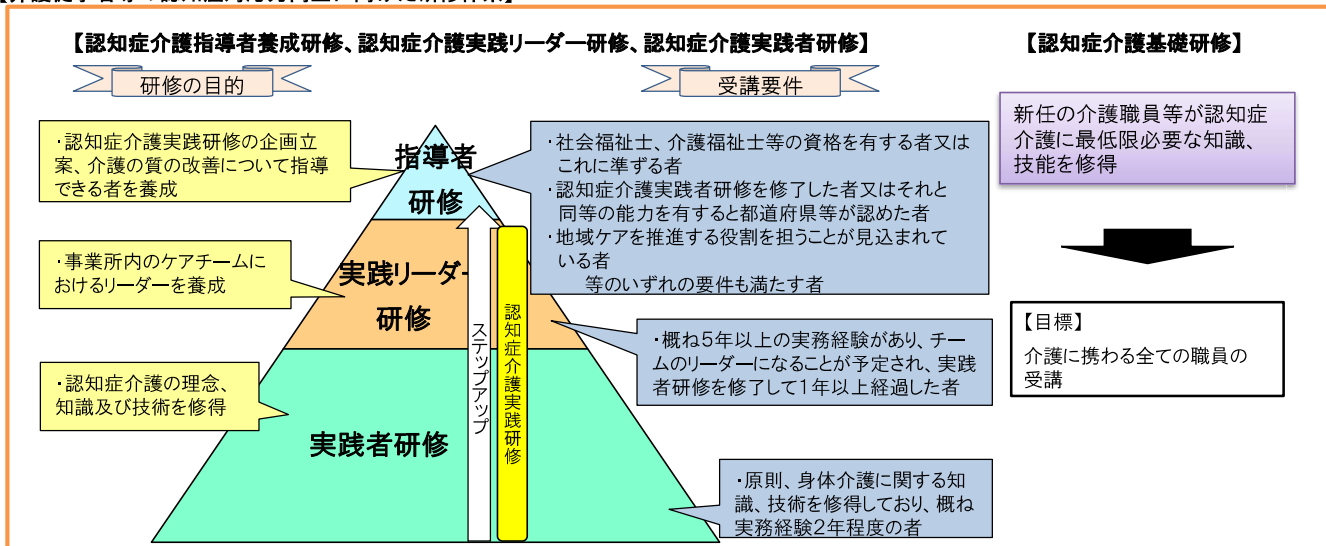 【認知症介護指導者養成研修、認知症介護実践リーダー研修、認知症介護実践者研修】
研修の目的
受講要件
・認知症介護実践研修の企画立
案、介護の質の改善について指導
できる者を養成
・事業所内のケアチームに
おけるリーダーを養成
・認知症介護の理念、
知識及び技術を修得
指導者
研修
実践リーダー
研修
実践者研修
ステップアップ
認知症介護実践研修
・社会福祉士、介護福祉士等の資格を有する者又は
これに準ずる者
・認知症介護実践者研修を修了した者又はそれと
同等の能力を有すると都道府県等が認めた者
・地域ケアを推進する役割を担うことが見込まれて
いる者
等のいずれの要件も満たす者
・概ね5年以上の実務経験があり、チー
ムのリーダーになることが予定され、実践
者研修を修了して1年以上経過した者
・原則、身体介護に関する知
識、技術を修得しており、概ね
実務経験2年程度の者
【認知症介護基礎研修】
新任の介護職員等が認知症
介護に最低限必要な知識、
技能を修得
【目標】
介護に携わる全ての職員の
受講